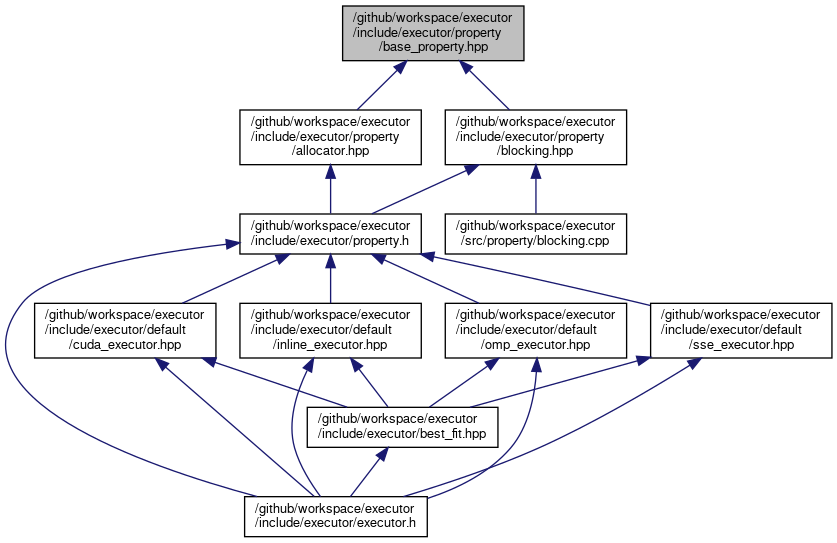 /github/workspace/executor
/include/executor/property
/base_property.hpp
/github/workspace/executor
/include/executor/property
/allocator.hpp
/github/workspace/executor
/include/executor/property
/blocking.hpp
/github/workspace/executor
/include/executor/property.h
/github/workspace/executor
/src/property/blocking.cpp
/github/workspace/executor
/include/executor/default
/cuda_executor.hpp
/github/workspace/executor
/include/executor/default
/inline_executor.hpp
/github/workspace/executor
/include/executor/default
/omp_executor.hpp
/github/workspace/executor
/include/executor/default
/sse_executor.hpp
/github/workspace/executor
/include/executor/best_fit.hpp
/github/workspace/executor
/include/executor/executor.h